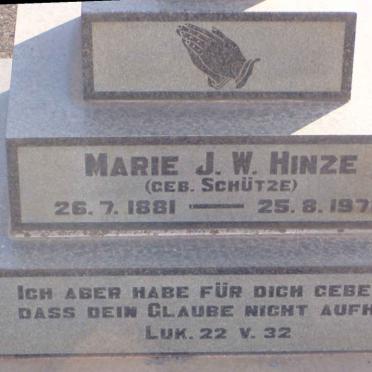 MARIE J. W. HINZE
(GEB. SCHÜTZE)
26. 7. 1881 — 25. 8. 197
ICH ABER HABE FÜR DICH GEBE
DASS DEIN GLAUBE NICHT AUFH
LUK. 22 V. 32